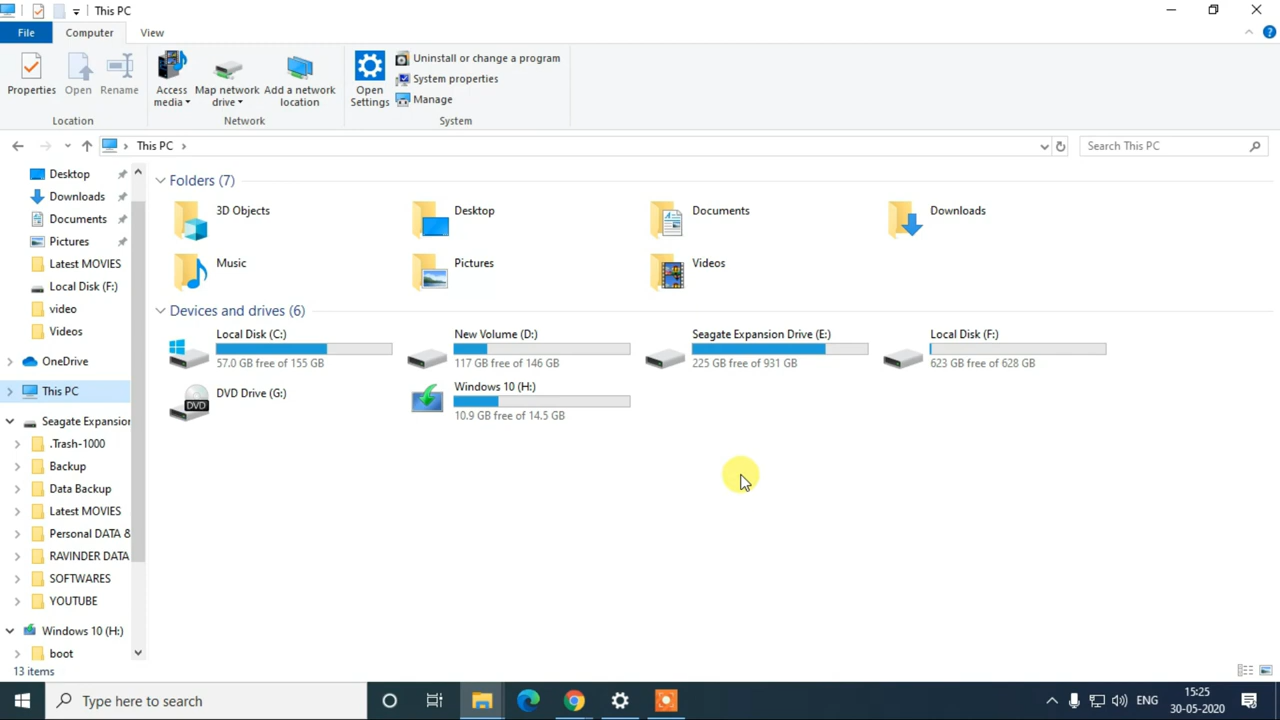 This PC
File Computer View
Properties Open Rename Access media Map network drive Add a network location Open Settings Uninstall or change a program
System properties
Manage
Location Network System
This PC
Search This PC
Desktop
Downloads
Documents
Pictures
Latest MOVIES
Local Disk (F:)
video
Videos
OneDrive
This PC
Seagate Expansior
.Trash-1000
Backup
Data Backup
Latest MOVIES
Personal DATA &
RAVINDER DATA
SOFTWARES
YOUTUBE
Windows 10 (H:)
boot
Folders (7)
3D Objects Desktop Documents Downloads
Music Pictures Videos
Devices and drives (6)
Local Disk (C:)
57.0 GB free of 155 GB
New Volume (D:)
117 GB free of 146 GB
Seagate Expansion Drive (E:)
225 GB free of 931 GB
Local Disk (F:)
623 GB free of 628 GB
DVD Drive (G:)
DVD
Windows 10 (H:)
10.9 GB free of 14.5 GB
13 items
Type here to search
ENG
15:25
30-05-2020